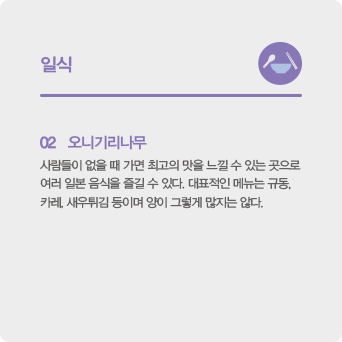 일식
02 오니기리나무
사람들이 없을 때 가면 최고의 맛을 느낄 수 있는 곳으로
여러 일본 음식을 즐길 수 있다. 대표적인 메뉴는 규동,
카레, 새우튀김 등이며 양이 그렇게 많지는 않다.